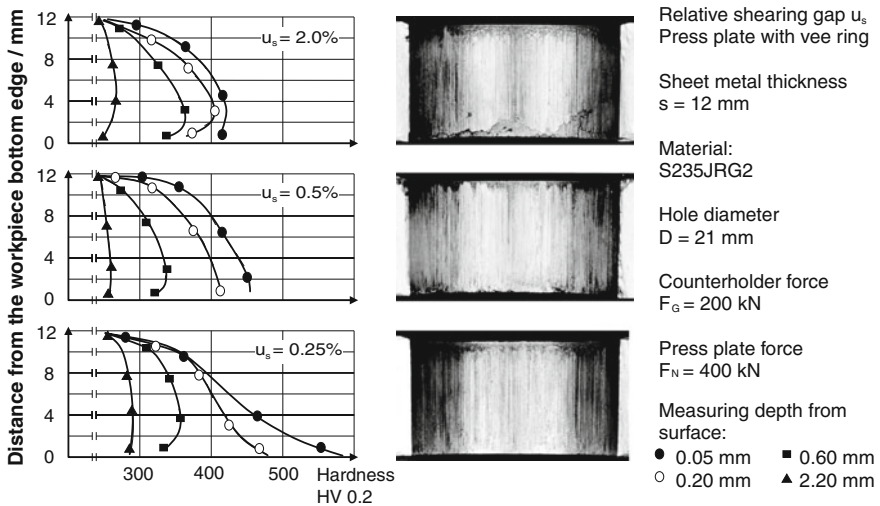 Distance from the workpiece bottom edge / mm
12
8
4
0
uₛ = 2.0%
12
8
4
0
uₛ = 0.5%
12
8
4
0
uₛ = 0.25%
300
400
500
Hardness
HV 0.2
Relative shearing gap uₛ
Press plate with vee ring
Sheet metal thickness
s = 12 mm
Material:
S235JRG2
Hole diameter
D = 21 mm
Counterholder force
F_G = 200 kN
Press plate force
F_N = 400 kN
Measuring depth from
surface:
● 0.05 mm ■ 0.60 mm
○ 0.20 mm ▲ 2.20 mm